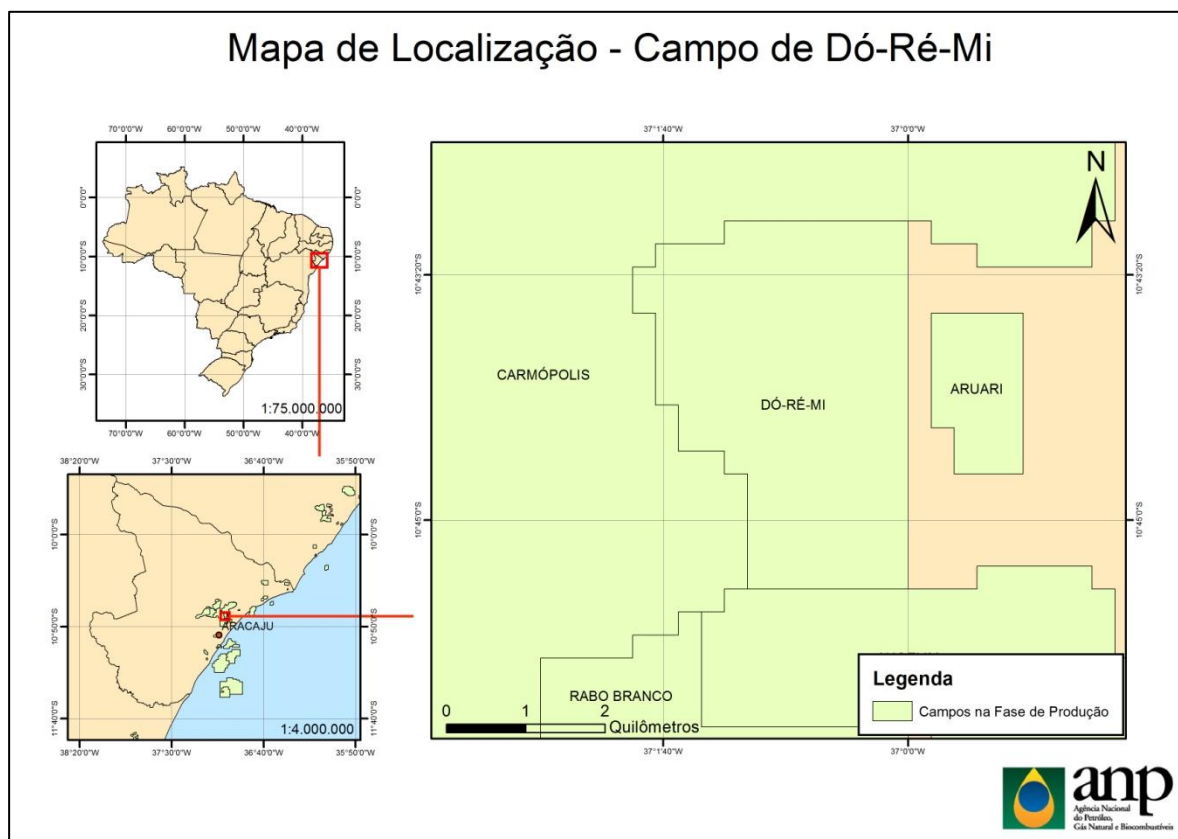 Mapa de Localização - Campo de Dó-Ré-Mi
70°0'0"W 60°0'0"W 50°0'0"W 40°0'0"W
0°0'0" 0°0'0"
10°0'0"S 10°0'0"S
20°0'0"S 20°0'0"S
30°0'0"S 30°0'0"S
1:75.000.000
70°0'0"W 60°0'0"W 50°0'0"W 40°0'0"W
38°20'0"W 37°30'0"W 36°40'0"W 35°50'0"W
10°0'0"S 10°0'0"S
10°50'0"S 10°50'0"S
ARACAJU
11°40'0"S 11°40'0"S
1:4.000.000
38°20'0"W 37°30'0"W 36°40'0"W 35°50'0"W
37°1'40"W 37°0'0"W
N
10°43'20"S 10°43'20"S
CARMÓPOLIS
DÓ-RÉ-MI
ARUARI
10°45'0"S 10°45'0"S
RABO BRANCO
0 1 2
Quilômetros
Legenda
Campos na Fase de Produção
37°1'40"W 37°0'0"W
anp
Agência Nacional
do Petróleo,
Gás Natural e Biocombustíveis